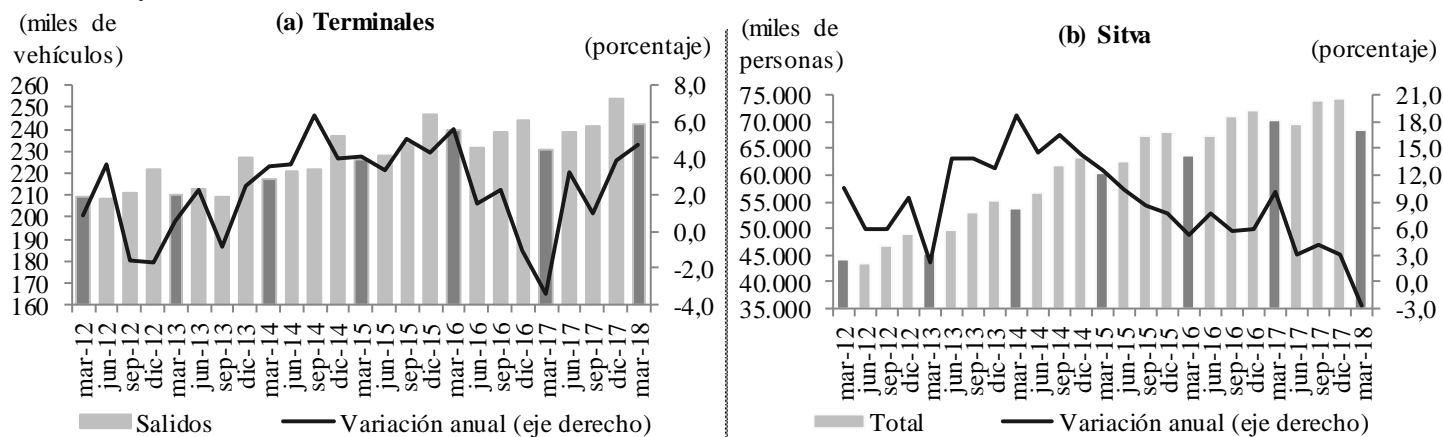 (a) Terminales
(miles de
vehículos)
(porcentaje)
260
250
240
230
220
210
200
190
180
170
160
8,0
6,0
4,0
2,0
0,0
-2,0
-4,0
mar-12
jun-12
sep-12
dic-12
mar-13
jun-13
sep-13
dic-13
mar-14
jun-14
sep-14
dic-14
mar-15
jun-15
sep-15
dic-15
mar-16
jun-16
sep-16
dic-16
mar-17
jun-17
sep-17
dic-17
mar-18
Salidos
Variación anual (eje derecho)
(b) Sitva
(miles de
personas)
(porcentaje)
75.000
70.000
65.000
60.000
55.000
50.000
45.000
40.000
35.000
21,0
18,0
15,0
12,0
9,0
6,0
3,0
0,0
-3,0
mar-12
jun-12
sep-12
dic-12
mar-13
jun-13
sep-13
dic-13
mar-14
jun-14
sep-14
dic-14
mar-15
jun-15
sep-15
dic-15
mar-16
jun-16
sep-16
dic-16
mar-17
jun-17
sep-17
dic-17
mar-18
Total
Variación anual (eje derecho)